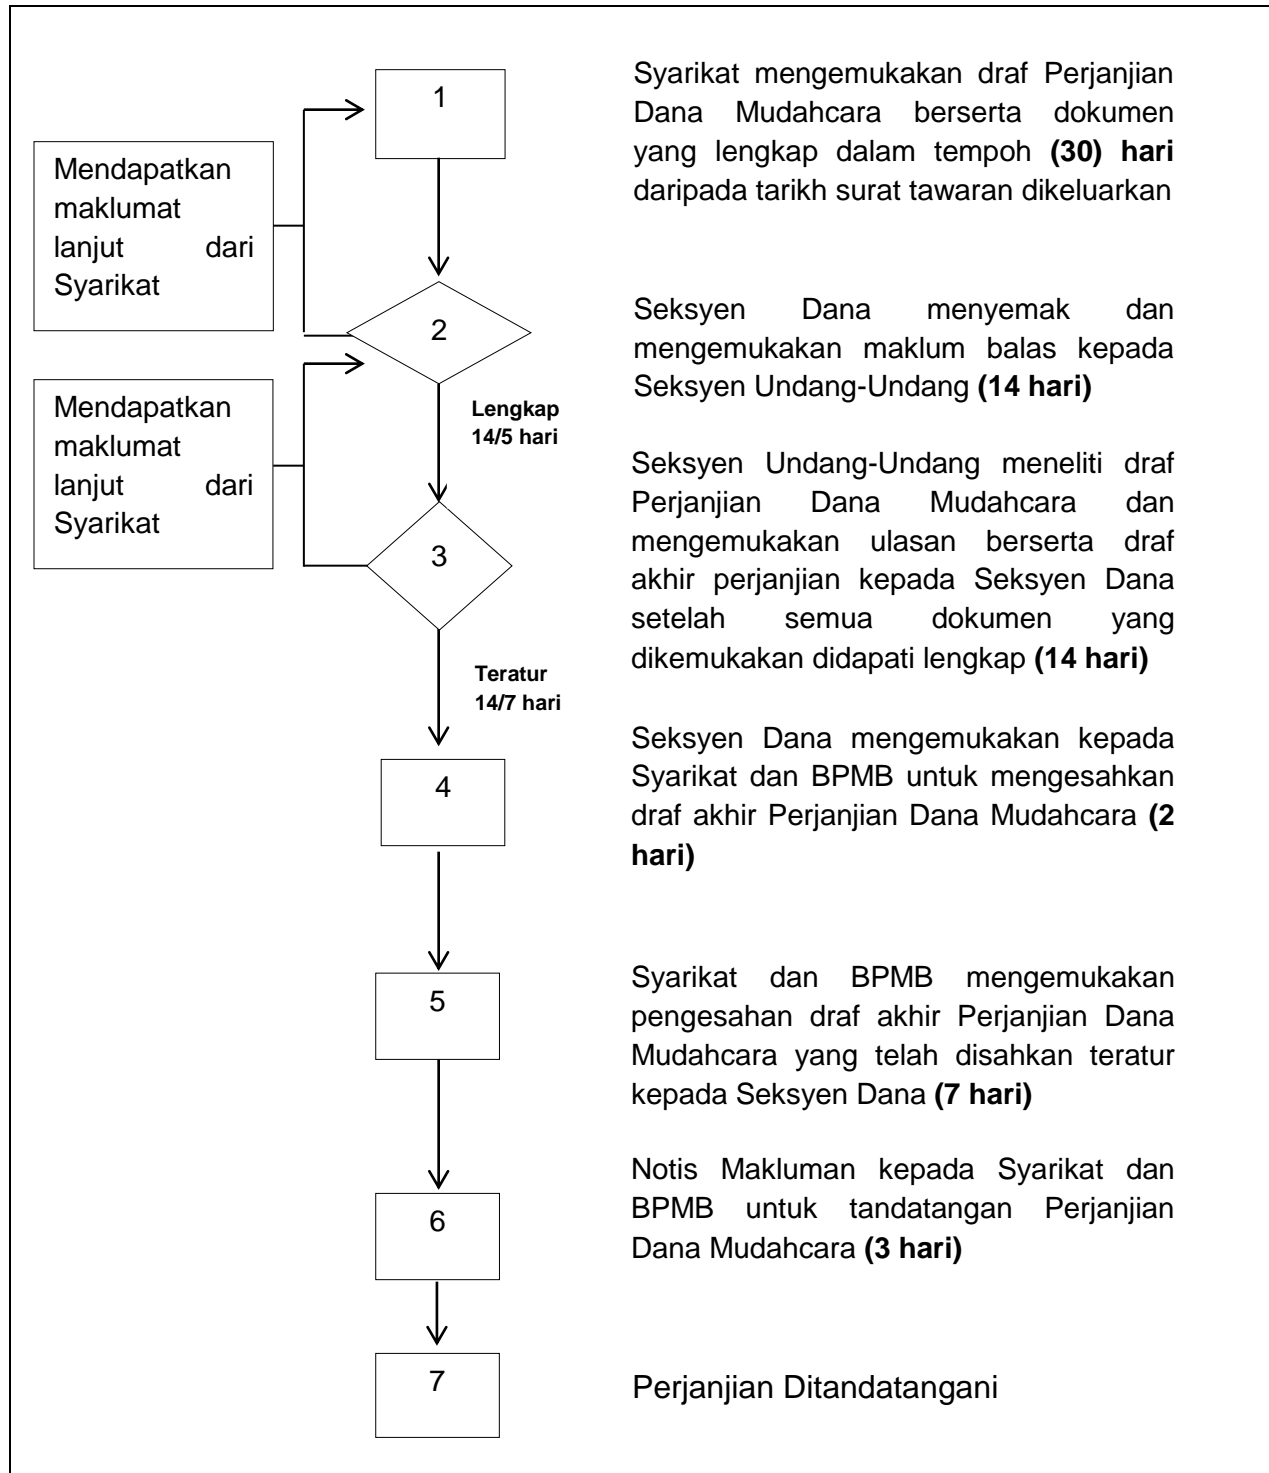 1
Syarikat mengemukakan draf Perjanjian
Dana Mudahcara berserta dokumen
yang lengkap dalam tempoh (30) hari
daripada tarikh surat tawaran dikeluarkan
Mendapatkan
maklumat
lanjut dari
Syarikat
2
Seksyen Dana menyemak dan
mengemukakan maklum balas kepada
Seksyen Undang-Undang (14 hari)
Mendapatkan
maklumat
lanjut dari
Syarikat
Lengkap
14/5 hari
3
Seksyen Undang-Undang meneliti draf
Perjanjian Dana Mudahcara dan
mengemukakan ulasan berserta draf
akhir perjanjian kepada Seksyen Dana
setelah semua dokumen yang
dikemukakan didapati lengkap (14 hari)
Teratur
14/7 hari
4
Seksyen Dana mengemukakan kepada
Syarikat dan BPMB untuk mengesahkan
draf akhir Perjanjian Dana Mudahcara (2
hari)
5
Syarikat dan BPMB mengemukakan
pengesahan draf akhir Perjanjian Dana
Mudahcara yang telah disahkan teratur
kepada Seksyen Dana (7 hari)
6
Notis Makluman kepada Syarikat dan
BPMB untuk tandatangan Perjanjian
Dana Mudahcara (3 hari)
7
Perjanjian Ditandatangani